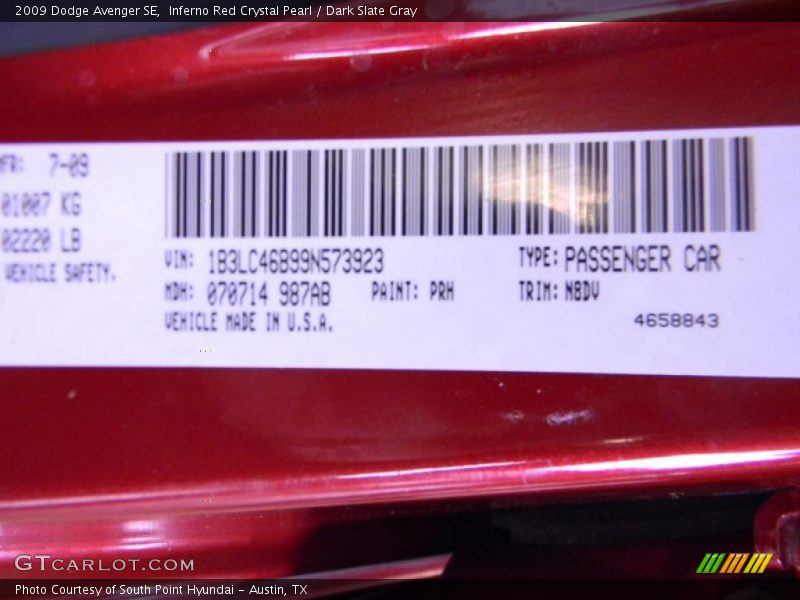 2009 Dodge Avenger SE,  Inferno Red Crystal Pearl / Dark Slate Gray
MFR: 7-09
01007 KG
02220 LB
VEHICLE SAFETY.
VIN: 1B3LC46B99N573923
TYPE: PASSENGER CAR
MDH: 070714 987AB
PAINT: PRH
TRIM: N8DV
VEHICLE MADE IN U.S.A.
4658843
GTCARLOT.COM
Photo Courtesy of South Point Hyundai - Austin, TX